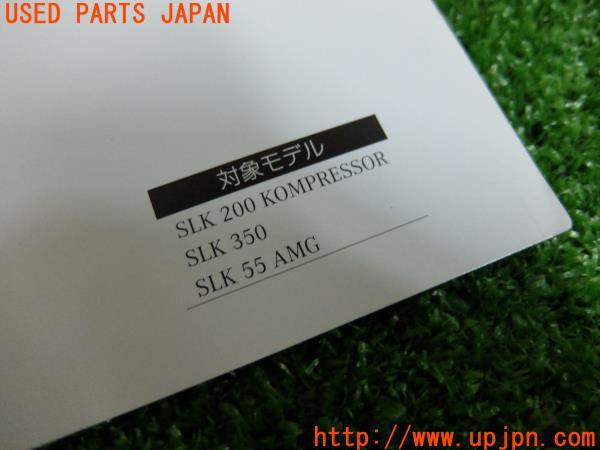 USED PARTS JAPAN
対象モデル
SLK 200 KOMPRESSOR
SLK 350
SLK 55 AMG
http://www.upjpn.com